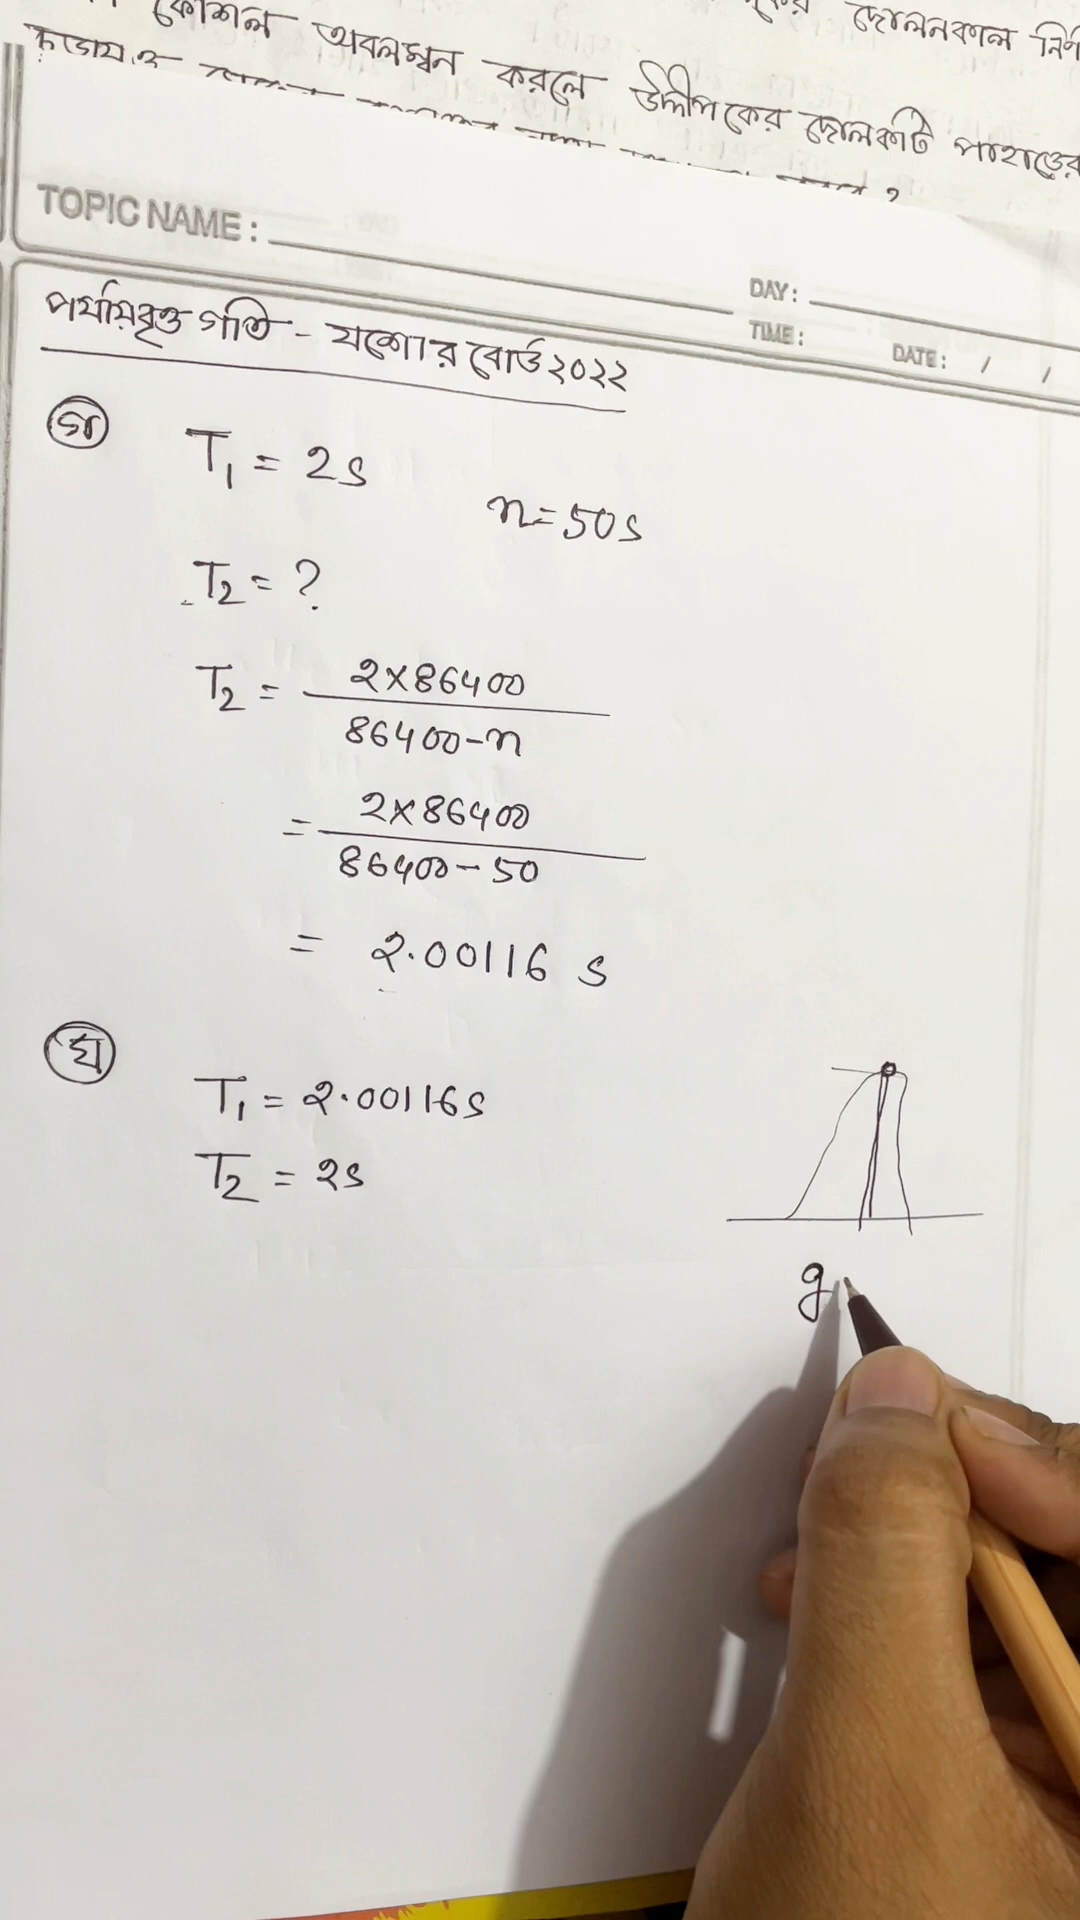 কৌশল অবলম্বন করলে উদ্দীপকের দোলকটি পাহাড়ের
দোলনকাল
TOPIC NAME :
DAY :
TIME :
DATE : / /
পর্যায়বৃত্ত গতি - যশোর বোর্ড ২০২২
গ
T₁ = 2s
n = 50s
T₂ = ?
T₂ = 2×86400
86400-n
= 2×86400
86400 - 50
= 2.00116 s
ঘ
T₁ = 2.00116s
T₂ = 2s
g